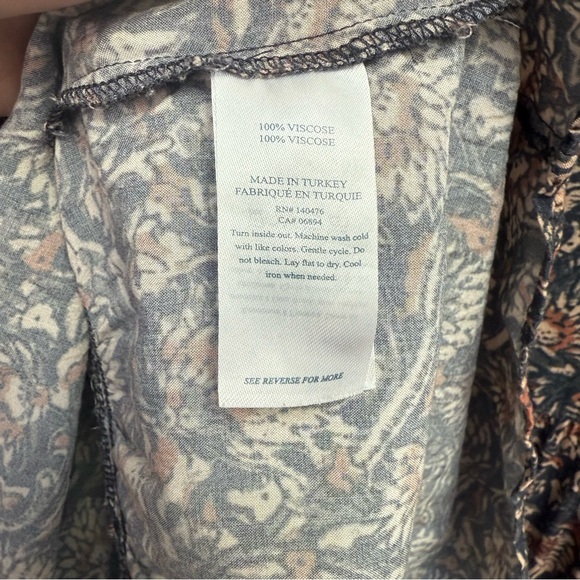 100% VISCOSE
100% VISCOSE
MADE IN TURKEY
FABRIQUÉ EN TURQUIE
RN# 140476
CA# 06894
Turn inside out. Machine wash cold
with like colors. Gentle cycle. Do
not bleach. Lay flat to dry. Cool
iron when needed.
SEE REVERSE FOR MORE